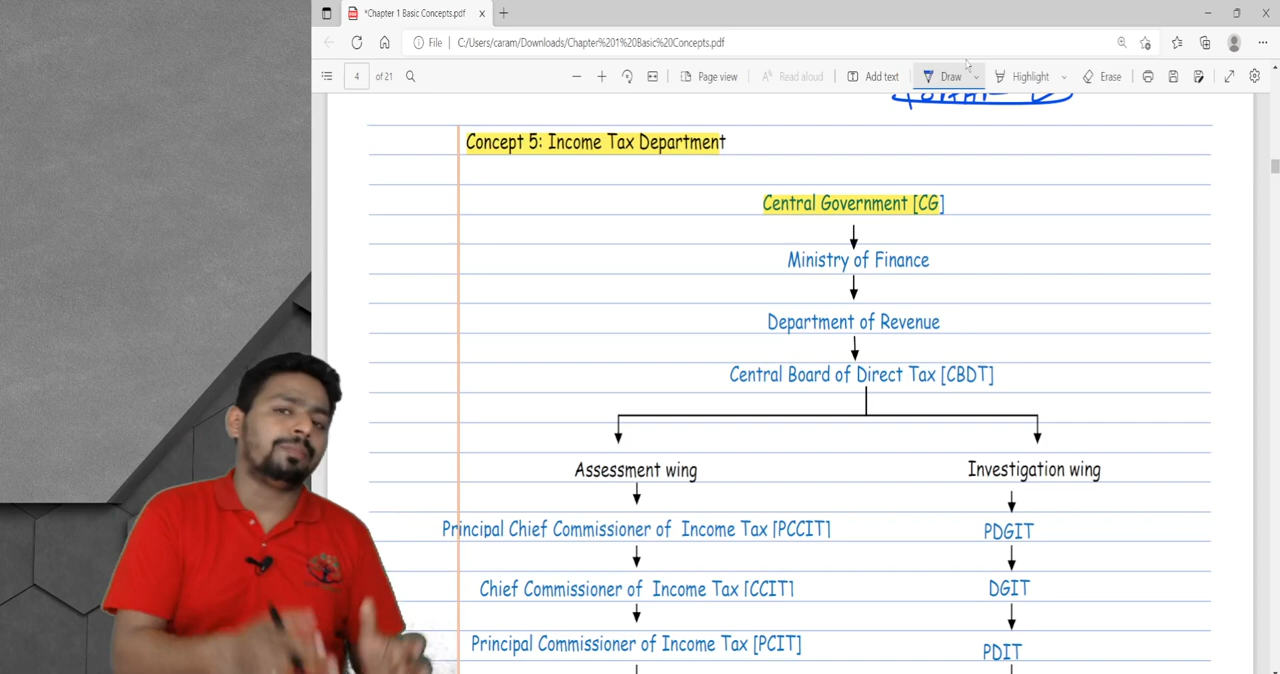 *Chapter 1 Basic Concepts.pdf
File C:/Users/caram/Downloads/Chapter%201%20Basic%20Concepts.pdf
4 of 21 Page view Read aloud Add text Draw Highlight Erase
Concept 5: Income Tax Department
Central Government [CG]
Ministry of Finance
Department of Revenue
Central Board of Direct Tax [CBDT]
Assessment wing Investigation wing
Principal Chief Commissioner of Income Tax [PCCIT] PDGIT
Chief Commissioner of Income Tax [CCIT] DGIT
Principal Commissioner of Income Tax [PCIT] PDIT